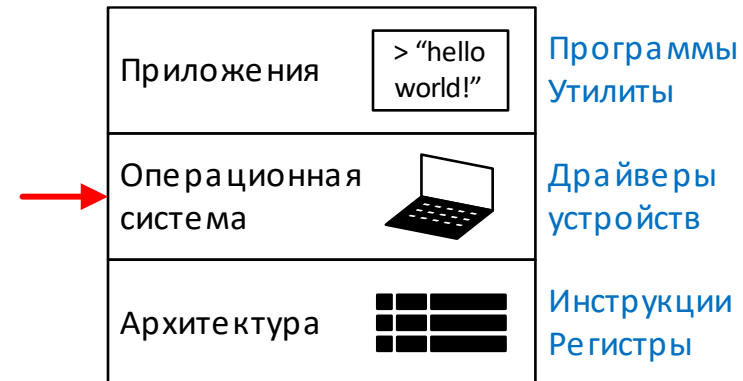 Приложения
> “hello
world!”
Программы
Утилиты
Операционная
система
Драйверы
устройств
Архитектура
Инструкции
Регистры